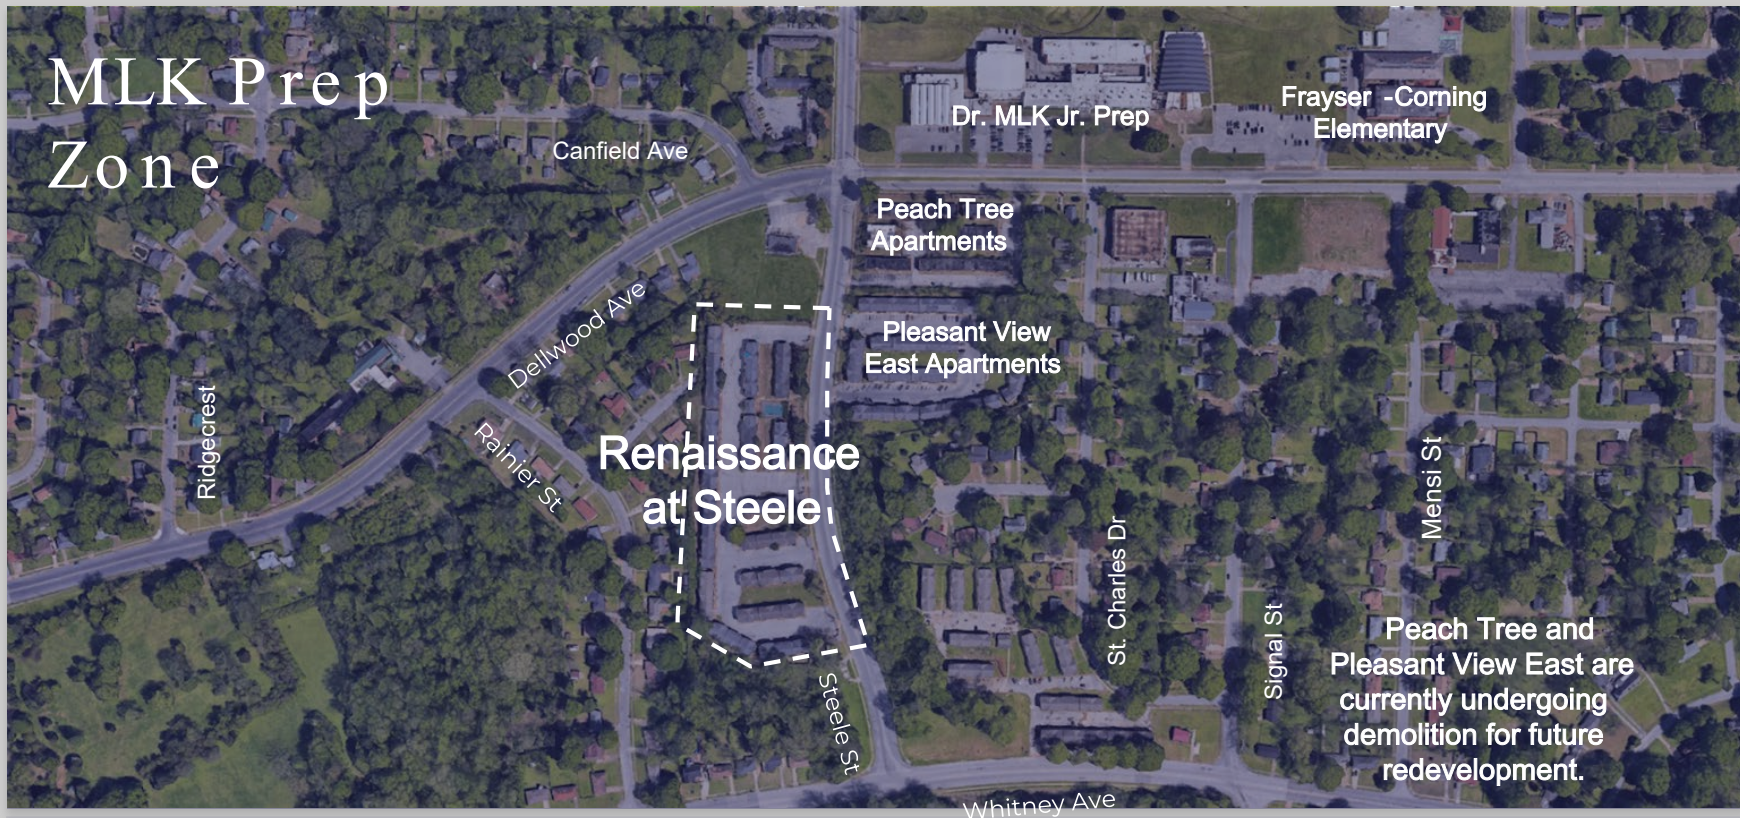 MLK Prep
Zone
Dr. MLK Jr. Prep
Frayser -Corning
Elementary
Canfield Ave
Peach Tree
Apartments
Dellwood Ave
Pleasant View
East Apartments
Ridgecrest
Rainier St
Renaissance
at Steele
Mensi St
St. Charles Dr
Signal St
Steele St
Peach Tree and
Pleasant View East are
currently undergoing
demolition for future
redevelopment.
Whitney Ave